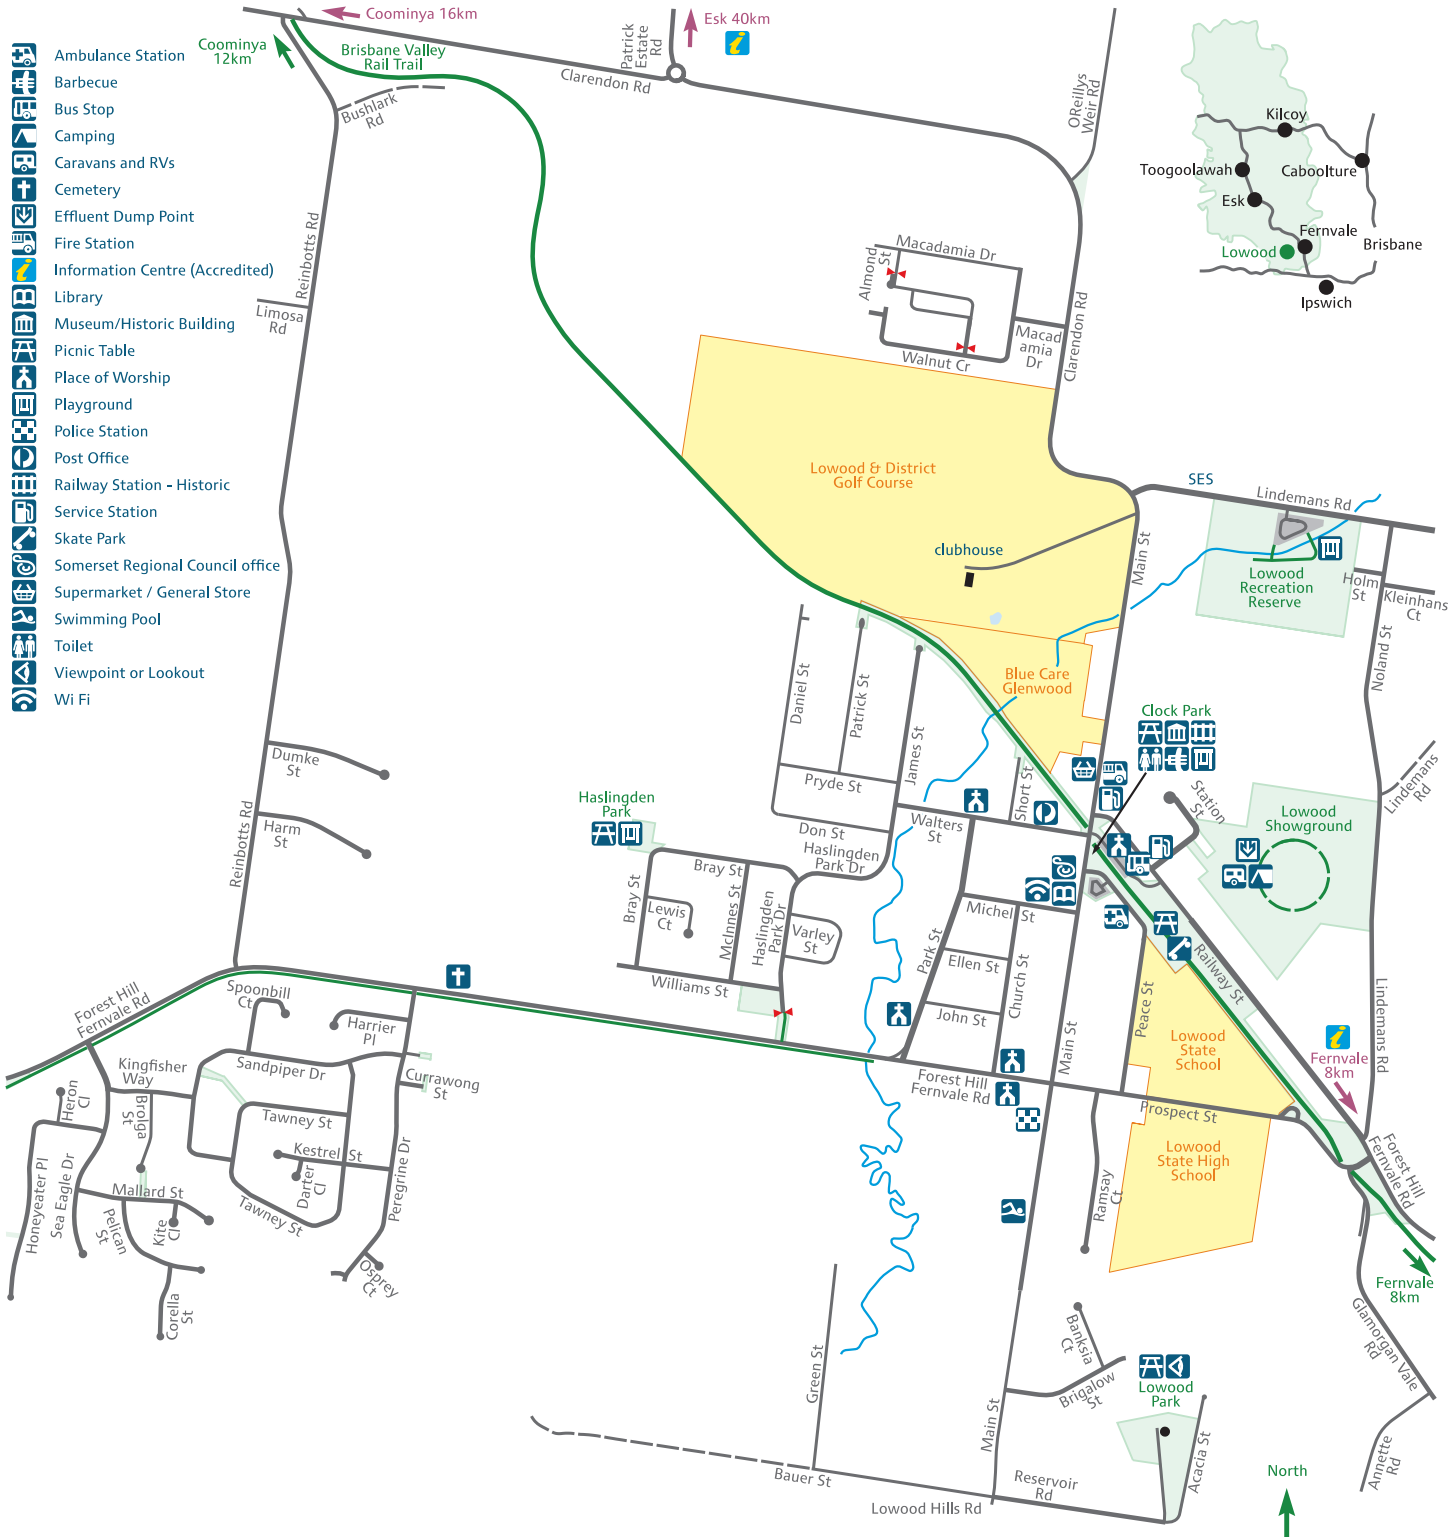 Coominya 16km
Coominya
12km
Brisbane Valley
Rail Trail
Patrick
Estate
Rd
Esk 40km
Clarendon Rd
Bushlark
Rd
OReillys
Weir Rd
Ambulance Station
Barbecue
Bus Stop
Camping
Caravans and RVs
Cemetery
Effluent Dump Point
Fire Station
Information Centre (Accredited)
Library
Museum/Historic Building
Picnic Table
Place of Worship
Playground
Police Station
Post Office
Railway Station - Historic
Service Station
Skate Park
Somerset Regional Council office
Supermarket / General Store
Swimming Pool
Toilet
Viewpoint or Lookout
Wi Fi
Kilcoy
Toogoolawah
Caboolture
Esk
Fernvale
Lowood
Brisbane
Ipswich
Reinbotts Rd
Limosa
Rd
Macadamia Dr
Almond
St
Macad
amia
Dr
Walnut Cr
Clarendon Rd
Lowood & District
Golf Course
clubhouse
SES
Lindemans Rd
Main St
Lowood
Recreation
Reserve
Holm
St
Kleinhans
Ct
Noland St
Blue Care
Glenwood
Clock Park
Daniel St
Patrick St
James St
Pryde St
Don St
Short St
Walters
St
Station
St
Lindemans
Rd
Lowood
Showground
Dumke
St
Harm
St
Reinbotts Rd
Haslingden
Park
Haslingden
Park Dr
Bray St
Bray St
Lewis
Ct
McInnes St
Haslingden
Park Dr
Varley
St
Williams St
Michel St
Park St
Ellen St
Church St
John St
Main St
Peace St
Railway St
Lindemans Rd
Forest Hill
Fernvale Rd
Spoonbill
Ct
Harrier
Pl
Kingfisher
Way
Sandpiper Dr
Currawong
St
Heron
Cl
Brolga
St
Tawney St
Kestrel St
Darter
Cl
Tawney St
Peregrine Dr
Honeyeater Pl
Sea Eagle Dr
Mallard St
Pelican
St
Kite
Cl
Corella
St
Osprey
Ct
Forest Hill
Fernvale Rd
Lowood
State
School
Fernvale
8km
Prospect St
Lowood
State High
School
Ramsay
Ct
Forest Hill
Fernvale Rd
Fernvale
8km
Glamorgan Vale
Rd
Green St
Banksia
Ct
Brigalow
St
Lowood
Park
Main St
Acacia St
Annette
Rd
Bauer St
Reservoir
Rd
Lowood Hills Rd
North